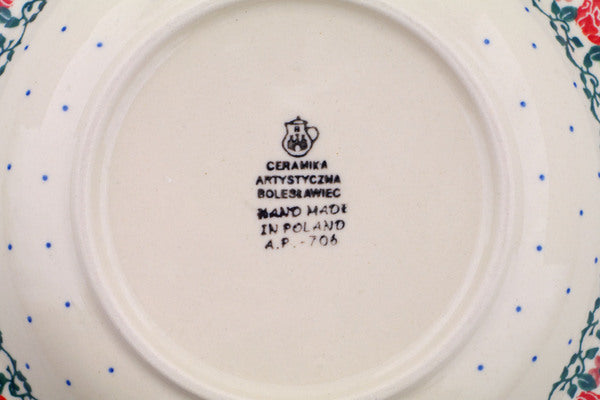 CERAMIKA
ARTYSTYCZNA
BOLESŁAWIEC
HAND MADE
IN POLAND
A.P.-706